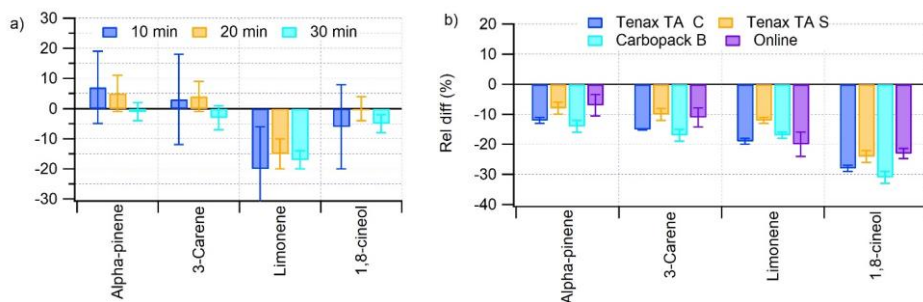 a)
10 min 20 min 30 min
30
20
10
0
-10
-20
-30
Alpha-pinene
3-Carene
Limonene
1,8-cineol
b)
Tenax TA C Tenax TA S
Carbopack B Online
Rel diff (%)
20
10
0
-10
-20
-30
-40
Alpha-pinene
3-Carene
Limonene
1,8-cineol